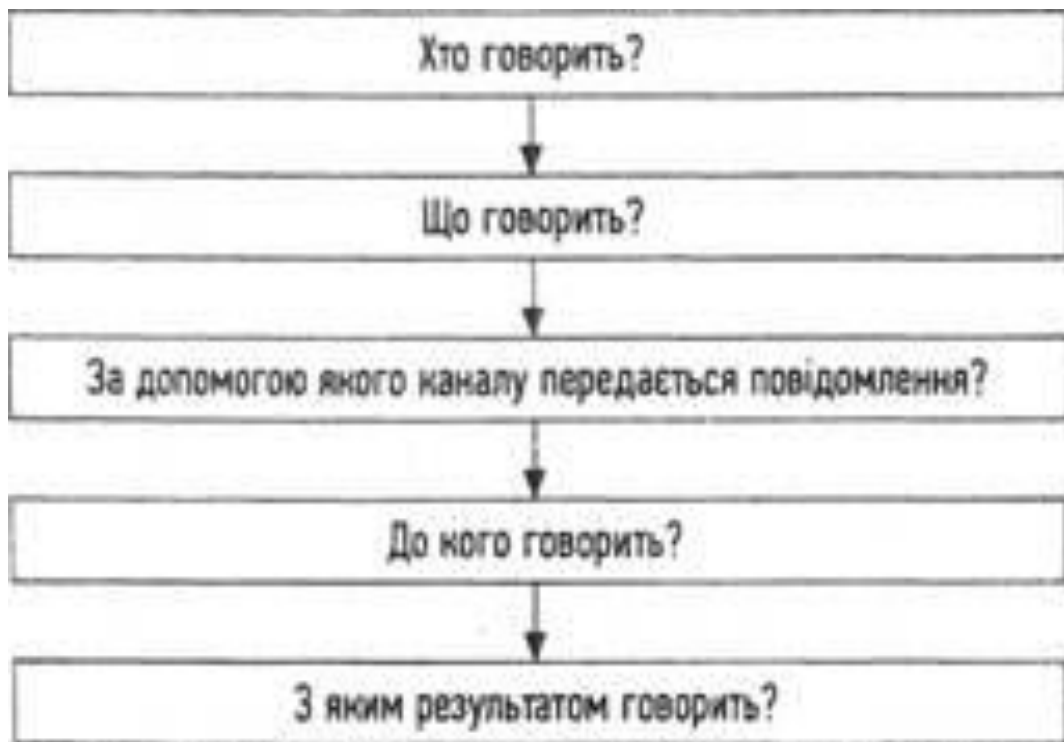 Хто говорить?
Що говорить?
За допомогою якого каналу передається повідомлення?
До кого говорить?
З яким результатом говорить?